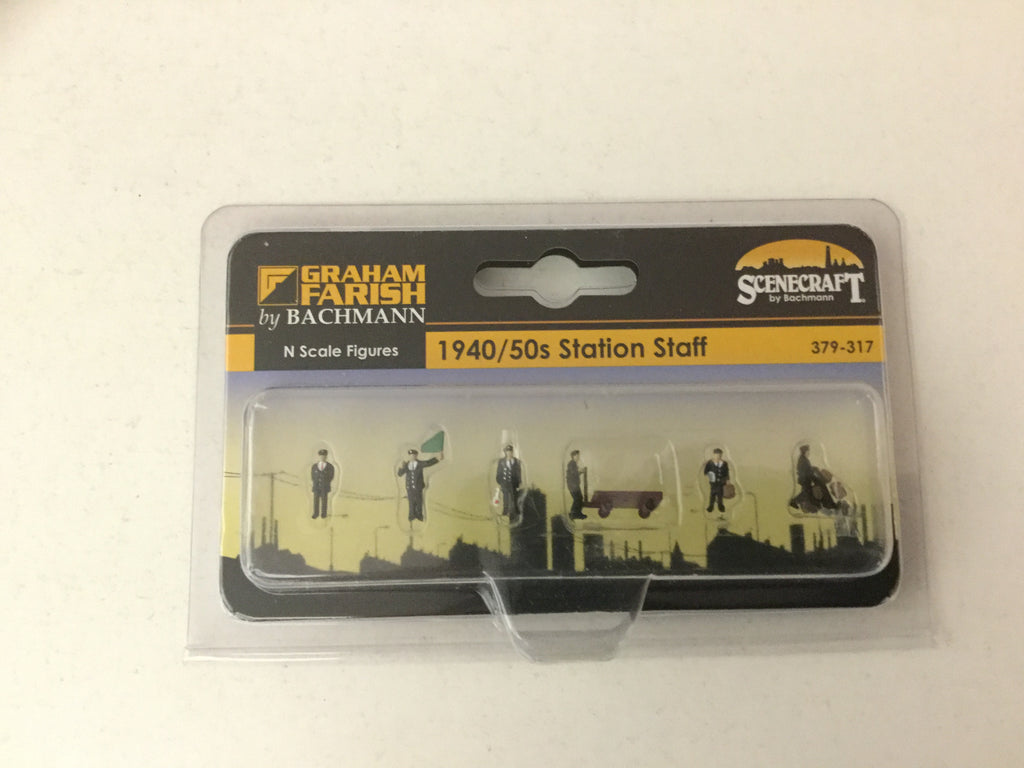 GRAHAM
FARISH
by BACHMANN
SCENECRAFT®
by Bachmann
N Scale Figures
1940/50s Station Staff
379-317